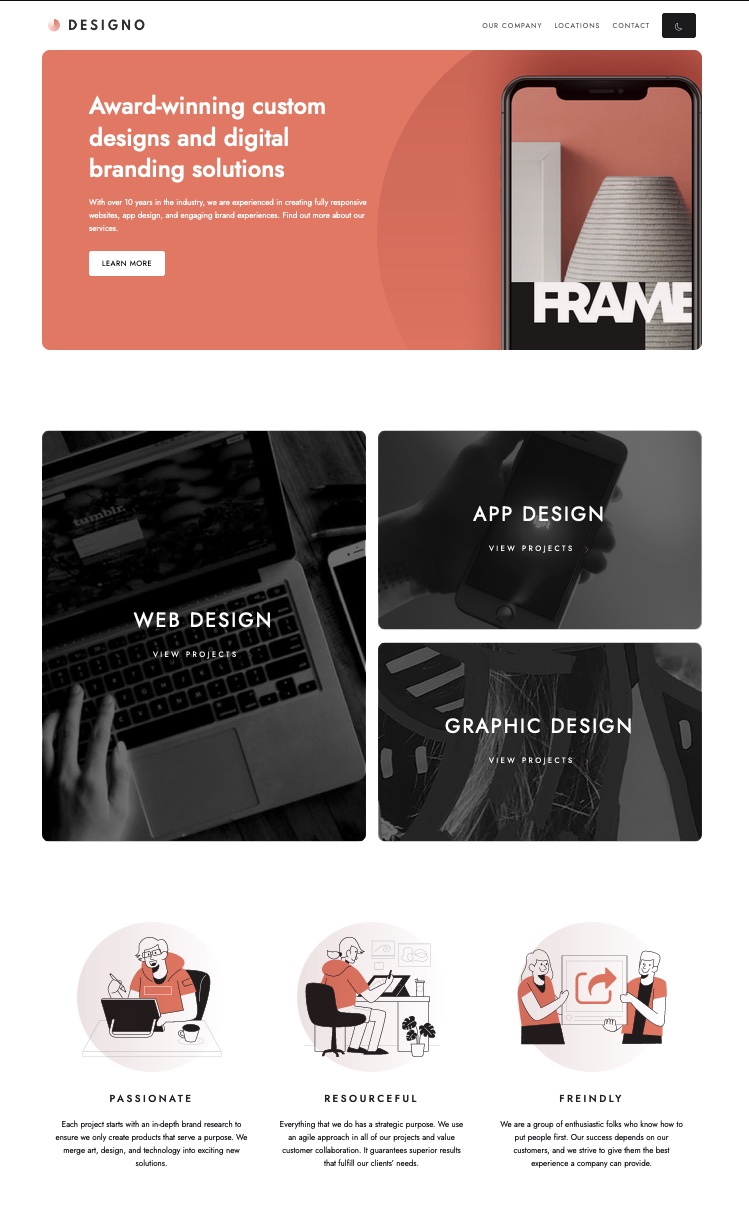 DESIGNO
OUR COMPANY LOCATIONS CONTACT
Award-winning custom
designs and digital
branding solutions
With over 10 years in the industry, we are experienced in creating fully responsive
websites, app design, and engaging brand experiences. Find out more about our
services.
LEARN MORE
FRAME
tumblr.
WEB DESIGN
VIEW PROJECTS
APP DESIGN
VIEW PROJECTS
GRAPHIC DESIGN
VIEW PROJECTS
PASSIONATE
Each project starts with an in-depth brand research to
ensure we only create products that serve a purpose. We
merge art, design, and technology into exciting new
solutions.
RESOURCEFUL
Everything that we do has a strategic purpose. We use
an agile approach in all of our projects and value
customer collaboration. It guarantees superior results
that fulfill our clients' needs.
FREINDLY
We are a group of enthusiastic folks who know how to
put people first. Our success depends on our
customers, and we strive to give them the best
experience a company can provide.